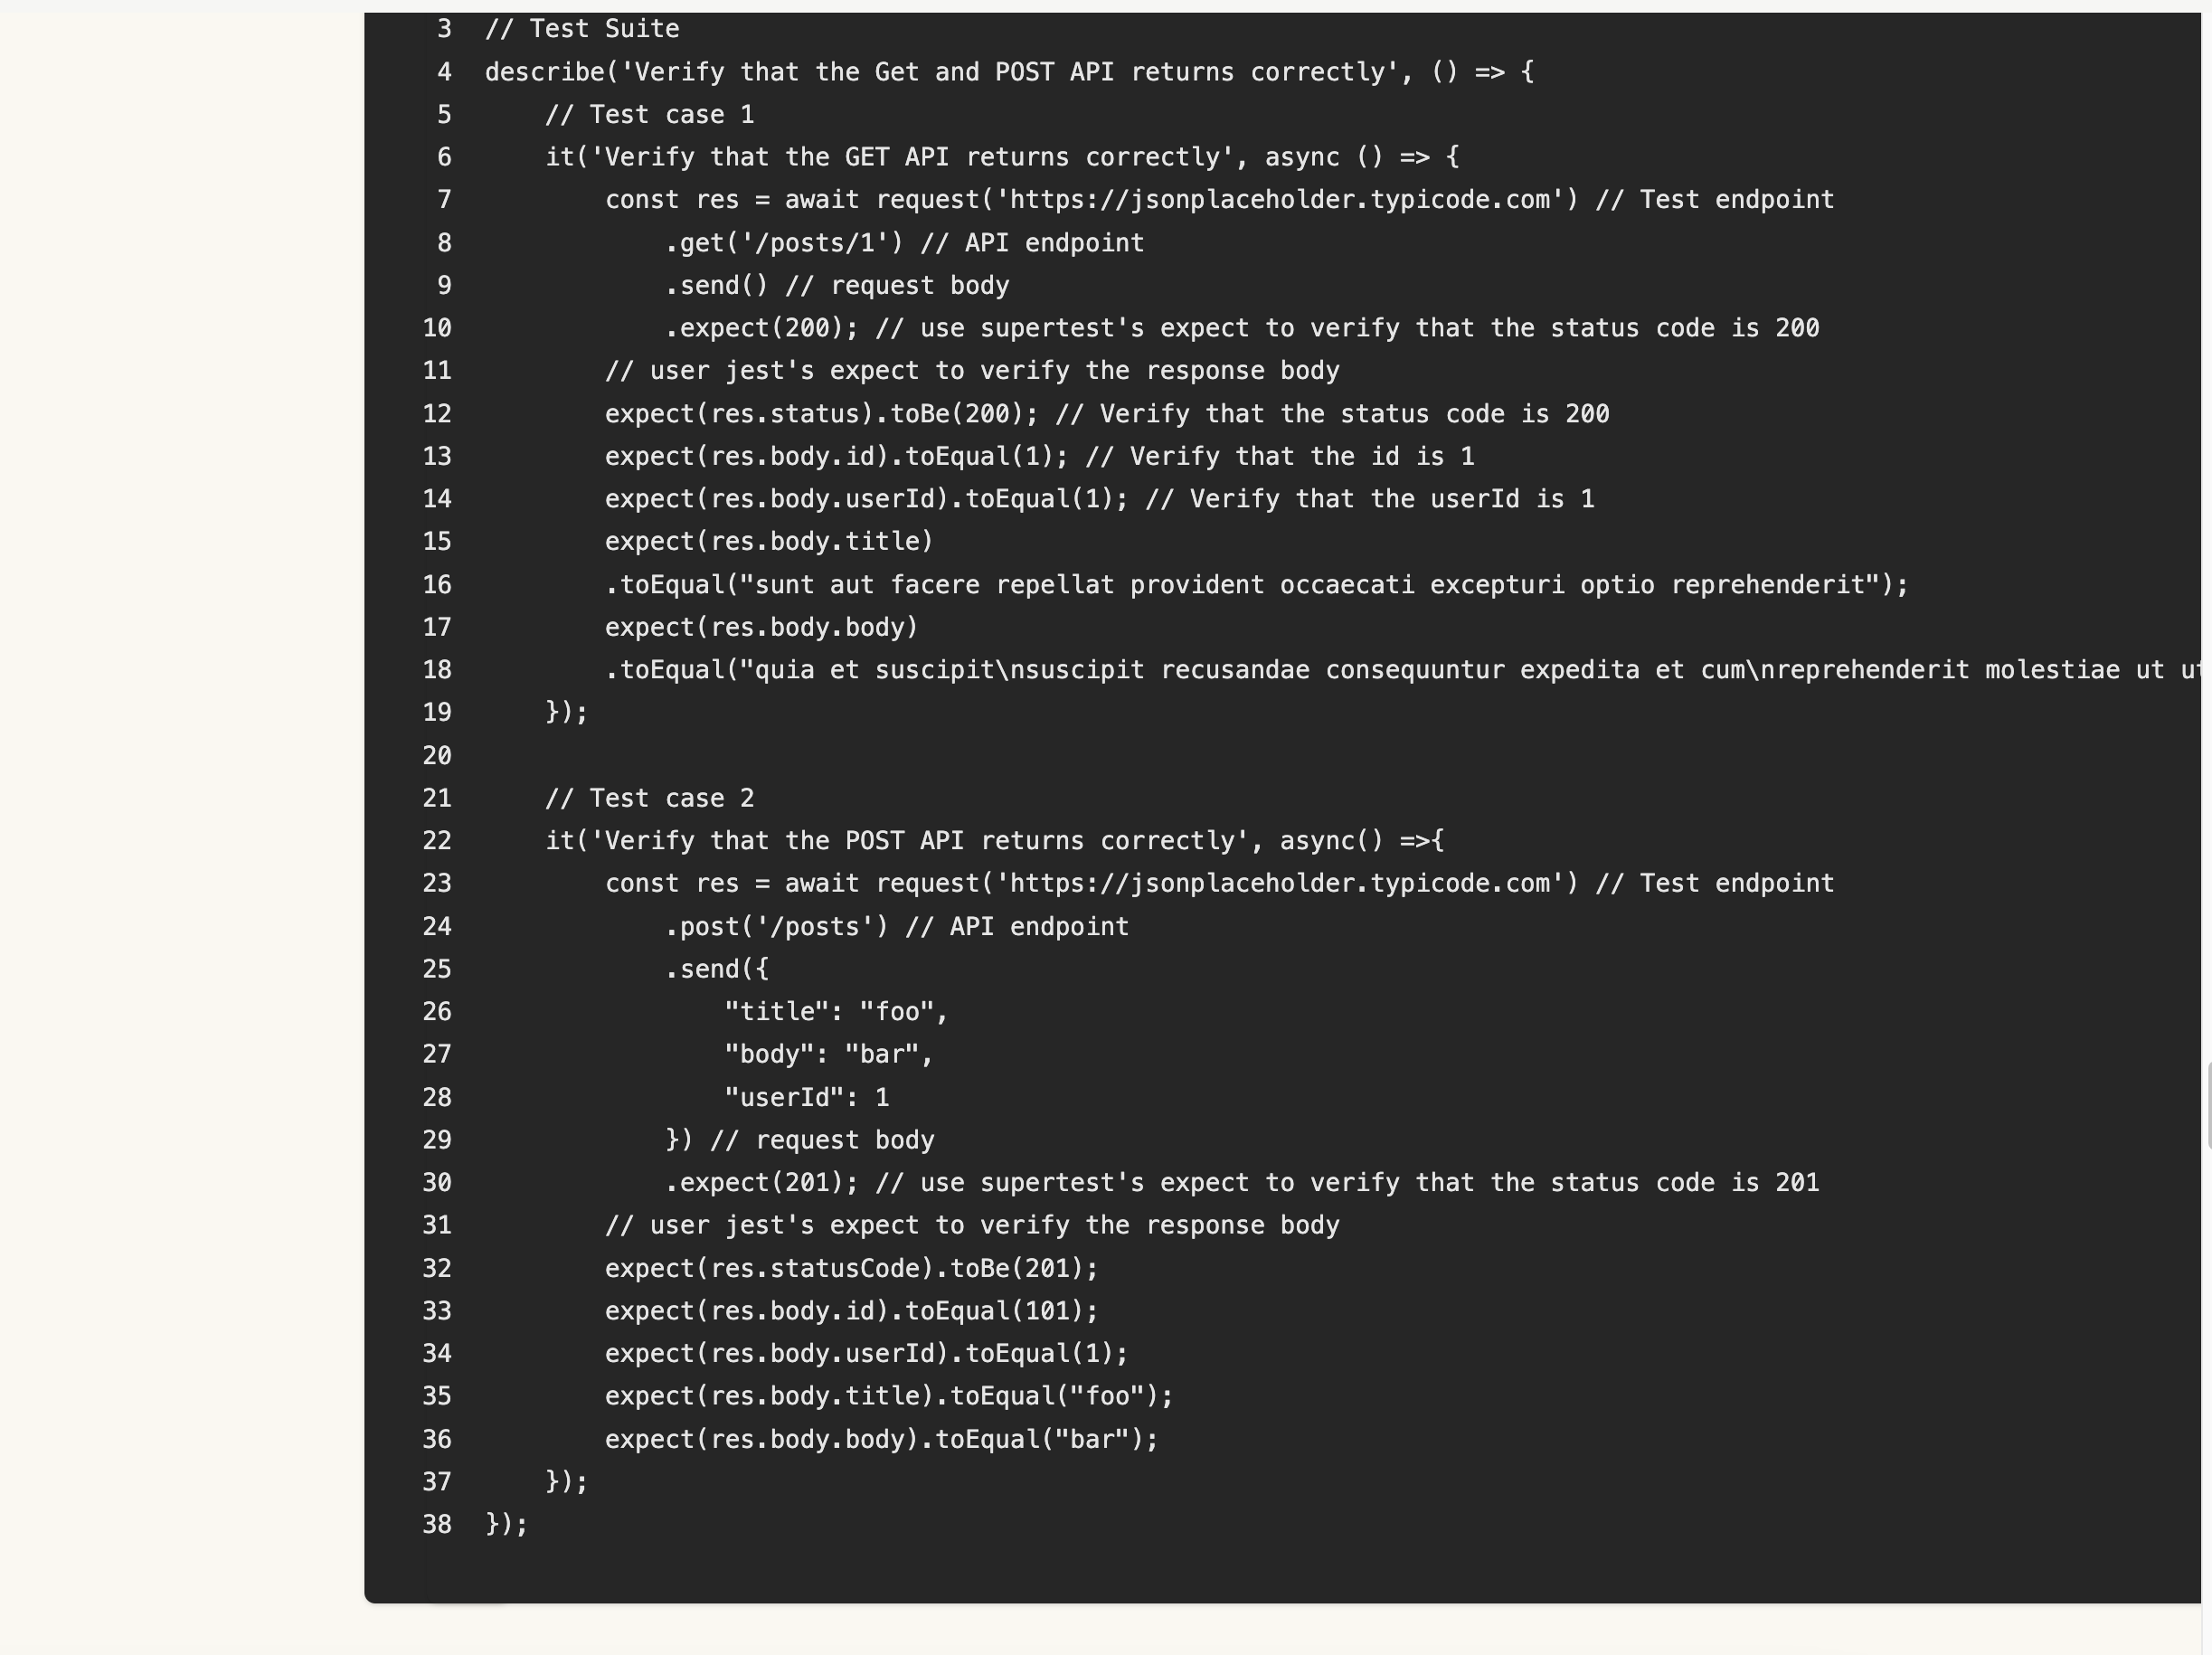 3 // Test Suite
4 describe('Verify that the Get and POST API returns correctly', () => {
5     // Test case 1
6     it('Verify that the GET API returns correctly', async () => {
7         const res = await request('https://jsonplaceholder.typicode.com') // Test endpoint
8             .get('/posts/1') // API endpoint
9             .send() // request body
10             .expect(200); // use supertest's expect to verify that the status code is 200
11         // user jest's expect to verify the response body
12         expect(res.status).toBe(200); // Verify that the status code is 200
13         expect(res.body.id).toEqual(1); // Verify that the id is 1
14         expect(res.body.userId).toEqual(1); // Verify that the userId is 1
15         expect(res.body.title)
16         .toEqual("sunt aut facere repellat provident occaecati excepturi optio reprehenderit");
17         expect(res.body.body)
18         .toEqual("quia et suscipit\nsuscipit recusandae consequuntur expedita et cum\nreprehenderit molestiae ut
19     });
20
21     // Test case 2
22     it('Verify that the POST API returns correctly', async() =>{
23         const res = await request('https://jsonplaceholder.typicode.com') // Test endpoint
24             .post('/posts') // API endpoint
25             .send({
26                 "title": "foo",
27                 "body": "bar",
28                 "userId": 1
29             }) // request body
30             .expect(201); // use supertest's expect to verify that the status code is 201
31         // user jest's expect to verify the response body
32         expect(res.statusCode).toBe(201);
33         expect(res.body.id).toEqual(101);
34         expect(res.body.userId).toEqual(1);
35         expect(res.body.title).toEqual("foo");
36         expect(res.body.body).toEqual("bar");
37     });
38 });